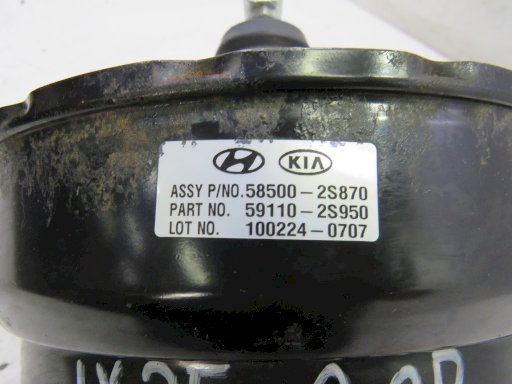 KIA
ASSY P/NO. 58500-2S870
PART NO. 59110-2S950
LOT NO. 100224-0707